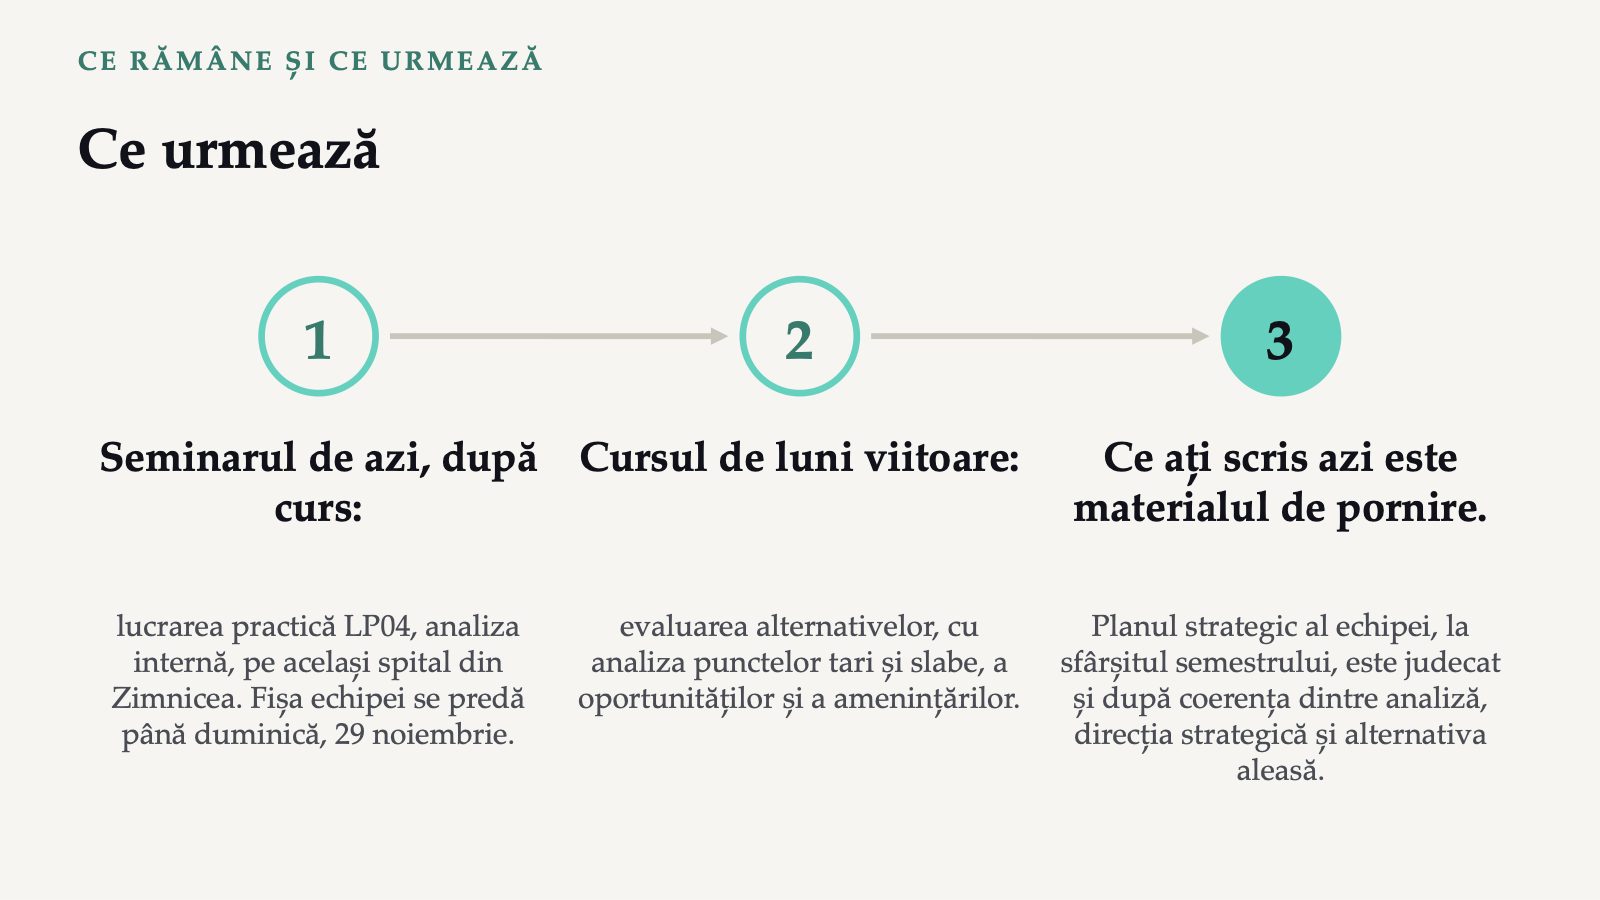 CE RĂMÂNE ȘI CE URMEAZĂ
Ce urmează
1
2
3
Seminarul de azi, după
curs:
Cursul de luni viitoare:
Ce ați scris azi este
materialul de pornire.
lucrarea practică LP04, analiza
internă, pe același spital din
Zimnicea. Fișa echipei se predă
până duminică, 29 noiembrie.
evaluarea alternativelor, cu
analiza punctelor tari și slabe, a
oportunităților și a amenințărilor.
Planul strategic al echipei, la
sfârșitul semestrului, este judecat
și după coerența dintre analiză,
direcția strategică și alternativa
aleasă.